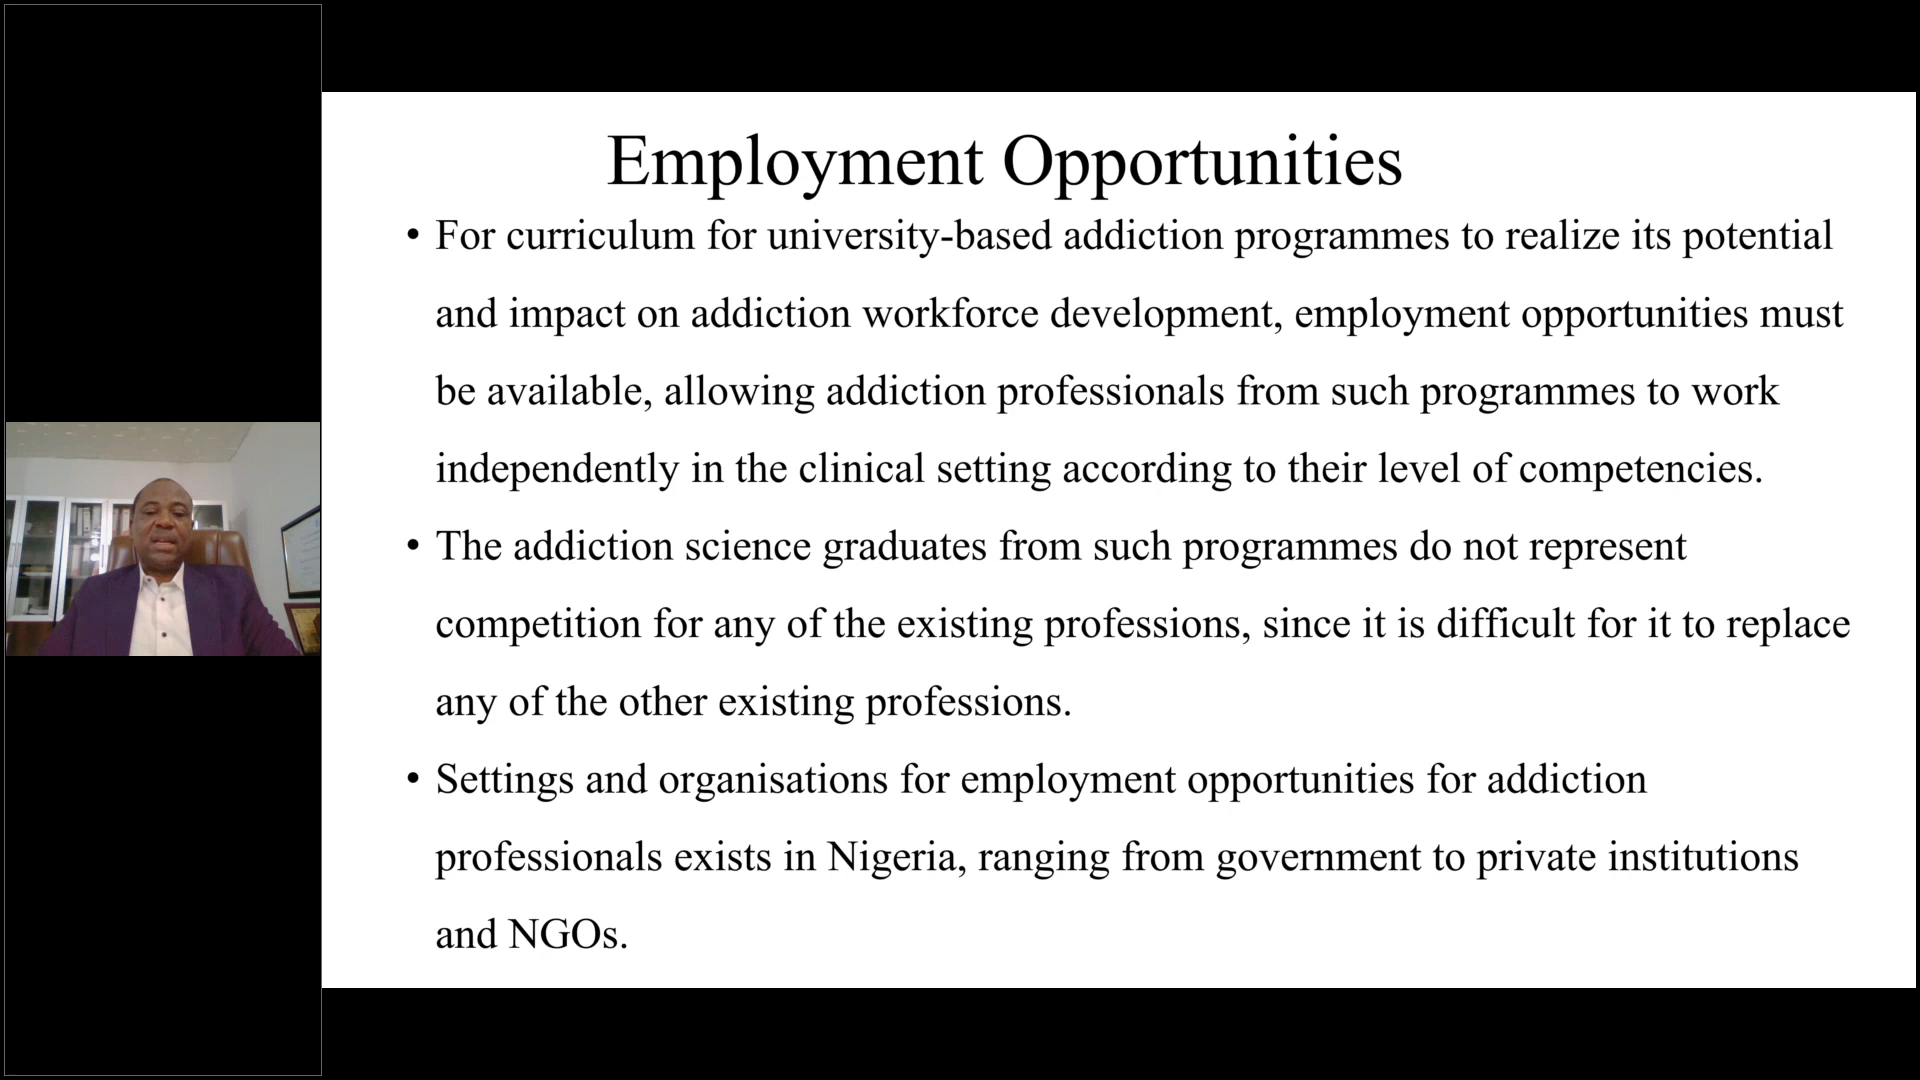 Employment Opportunities
• For curriculum for university-based addiction programmes to realize its potential
and impact on addiction workforce development, employment opportunities must
be available, allowing addiction professionals from such programmes to work
independently in the clinical setting according to their level of competencies.
• The addiction science graduates from such programmes do not represent
competition for any of the existing professions, since it is difficult for it to replace
any of the other existing professions.
• Settings and organisations for employment opportunities for addiction
professionals exists in Nigeria, ranging from government to private institutions
and NGOs.